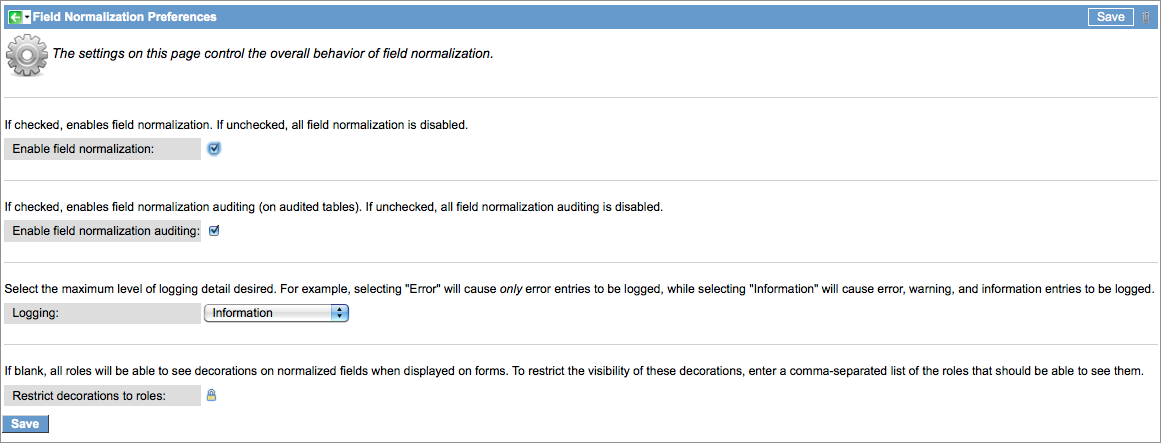 Field Normalization Preferences
Save
The settings on this page control the overall behavior of field normalization.
If checked, enables field normalization. If unchecked, all field normalization is disabled.
Enable field normalization:
If checked, enables field normalization auditing (on audited tables). If unchecked, all field normalization auditing is disabled.
Enable field normalization auditing:
Select the maximum level of logging detail desired. For example, selecting "Error" will cause only error entries to be logged, while selecting "Information" will cause error, warning, and information entries to be logged.
Logging:
Information
If blank, all roles will be able to see decorations on normalized fields when displayed on forms. To restrict the visibility of these decorations, enter a comma-separated list of the roles that should be able to see them.
Restrict decorations to roles:
Save